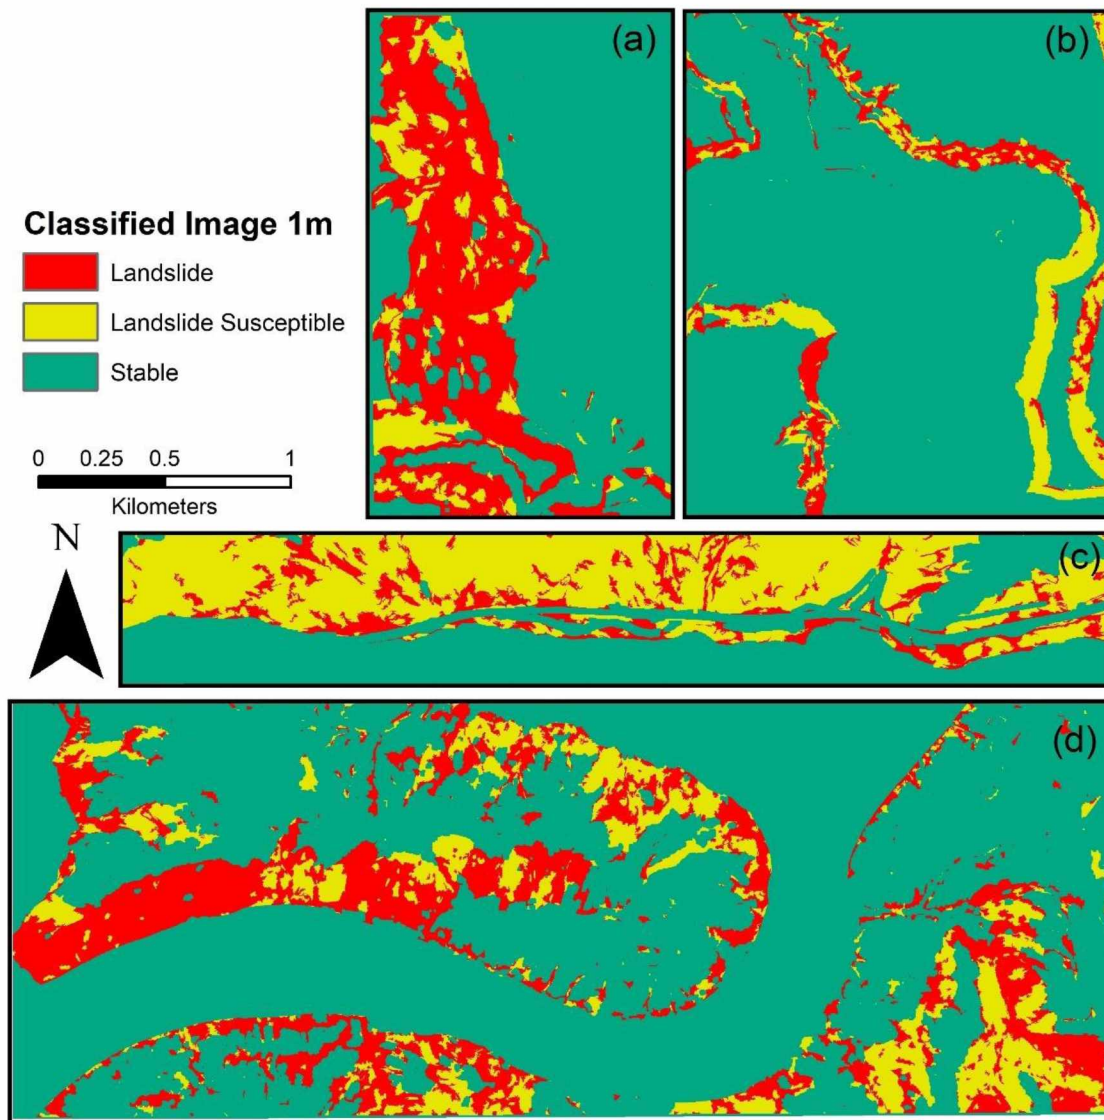 (a)
(b)
Classified Image 1m
Landslide
Landslide Susceptible
Stable
0 0.25 0.5 1
Kilometers
N
(c)
(d)